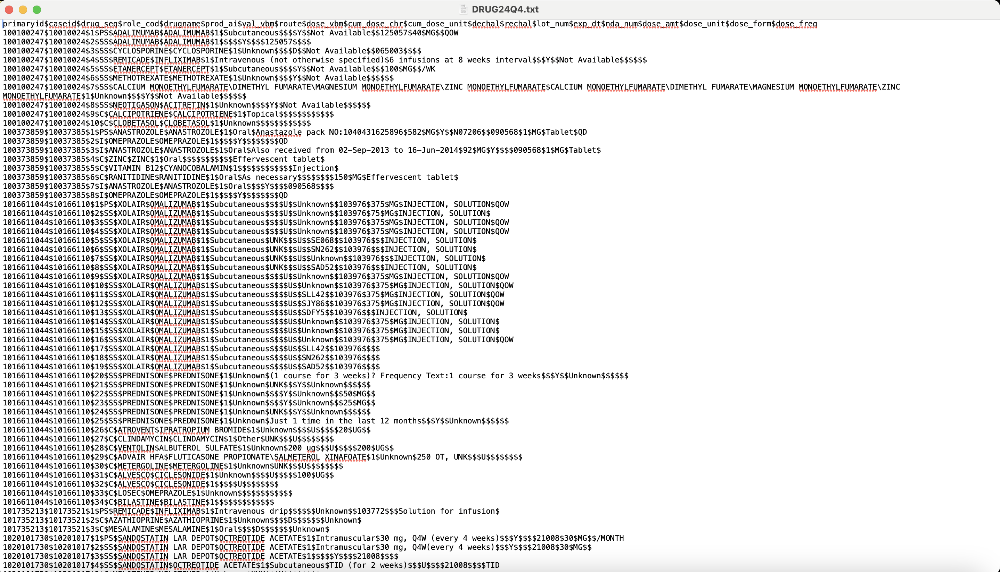 DRUG24Q4.txt
primaryid$caseid$drug_seq$role_cod$drugname$prod_ai$val_vbm$route$dose_vbm$cum_dose_chr$cum_dose_unit$dechal$rechal$lot_num$exp_dt$nda_num$dose_amt$dose_unit$dose_form$dose_freq
100100247$10010024$1$PS$ADALIMUMAB$ADALIMUMAB$1$Subcutaneous$$$$Y$$Not Available$$125057$40$MG$$QOW
100100247$10010024$2$SS$ADALIMUMAB$ADALIMUMAB$1$$$$$Y$$$$125057$$$$
100100247$10010024$3$SS$CYCLOSPORINE$CYCLOSPORINE$1$Unknown$$$$D$$Not Available$$065003$$$$
100100247$10010024$4$SS$REMICADE$INFLIXIMAB$1$Intravenous (not otherwise specified)$6 infusions at 8 weeks interval$$$Y$$Not Available$$$$$$
100100247$10010024$5$SS$ETANERCEPT$ETANERCEPT$1$Subcutaneous$$$$Y$$Not Available$$$100$MG$$/WK
100100247$10010024$6$SS$METHOTREXATE$METHOTREXATE$1$Unknown$$$$Y$$Not Available$$$$$$
100100247$10010024$7$SS$CALCIUM MONOETHYLFUMARATE\DIMETHYL FUMARATE\MAGNESIUM MONOETHYLFUMARATE\ZINC MONOETHYLFUMARATE$CALCIUM MONOETHYLFUMARATE\DIMETHYL FUMARATE\MAGNESIUM MONOETHYLFUMARATE\ZINC
MONOETHYLFUMARATE$1$Unknown$$$$Y$$Not Available$$$$$$
100100247$10010024$8$SS$NEOTIGASON$ACITRETIN$1$Unknown$$$$Y$$Not Available$$$$$$
100100247$10010024$9$C$CALCIPOTRIENE$CALCIPOTRIENE$1$Topical$$$$$$$$$$$$
100100247$10010024$10$C$CLOBETASOL$CLOBETASOL$1$Unknown$$$$$$$$$$$$
100373859$10037385$1$PS$ANASTROZOLE$ANASTROZOLE$1$Oral$Anastazole pack NO:1040431625896$582$MG$Y$$N07206$$090568$1$MG$Tablet$QD
100373859$10037385$2$I$OMEPRAZOLE$OMEPRAZOLE$1$$$$$Y$$$$$$$$QD
100373859$10037385$3$I$ANASTROZOLE$ANASTROZOLE$1$Oral$Also received from 02-Sep-2013 to 16-Jun-2014$92$MG$Y$$$$090568$1$MG$Tablet$
100373859$10037385$4$C$ZINC$ZINC$1$Oral$$$$$$$$$$$Effervescent tablet$
100373859$10037385$5$C$VITAMIN B12$CYANOCOBALAMIN$1$$$$$$$$$$$$Injection$
100373859$10037385$6$C$RANITIDINE$RANITIDINE$1$Oral$As necessary$$$$$$$$150$MG$Effervescent tablet$
100373859$10037385$7$I$ANASTROZOLE$ANASTROZOLE$1$Oral$$$$Y$$$$090568$$$$
100373859$10037385$8$I$OMEPRAZOLE$OMEPRAZOLE$1$$$$$Y$$$$$$$$QD
1016611044$10166110$1$PS$XOLAIR$OMALIZUMAB$1$Subcutaneous$$$$U$$Unknown$$103976$375$MG$INJECTION, SOLUTION$QOW
1016611044$10166110$2$SS$XOLAIR$OMALIZUMAB$1$Subcutaneous$$$$U$$Unknown$$103976$75$MG$INJECTION, SOLUTION$
1016611044$10166110$3$SS$XOLAIR$OMALIZUMAB$1$Subcutaneous$$$$U$$Unknown$$103976$375$MG$INJECTION, SOLUTION$QOW
1016611044$10166110$4$SS$XOLAIR$OMALIZUMAB$1$Subcutaneous$$$$U$$Unknown$$103976$375$MG$INJECTION, SOLUTION$QOW
1016611044$10166110$5$SS$XOLAIR$OMALIZUMAB$1$Subcutaneous$UNK$$$U$$SE068$$103976$$$INJECTION, SOLUTION$
1016611044$10166110$6$SS$XOLAIR$OMALIZUMAB$1$Subcutaneous$UNK$$$U$$SN262$$103976$$$INJECTION, SOLUTION$
1016611044$10166110$7$SS$XOLAIR$OMALIZUMAB$1$Subcutaneous$UNK$$$U$$Unknown$$103976$$$INJECTION, SOLUTION$
1016611044$10166110$8$SS$XOLAIR$OMALIZUMAB$1$Subcutaneous$UNK$$$U$$SAD52$$103976$$$INJECTION, SOLUTION$
1016611044$10166110$9$SS$XOLAIR$OMALIZUMAB$1$Subcutaneous$$$$U$$Unknown$$103976$375$MG$INJECTION, SOLUTION$QOW
1016611044$10166110$10$SS$XOLAIR$OMALIZUMAB$1$Subcutaneous$$$$U$$Unknown$$103976$375$MG$INJECTION, SOLUTION$QOW
1016611044$10166110$11$SS$XOLAIR$OMALIZUMAB$1$Subcutaneous$$$$U$$SLL42$$103976$375$MG$INJECTION, SOLUTION$QOW
1016611044$10166110$12$SS$XOLAIR$OMALIZUMAB$1$Subcutaneous$$$$U$$SJY86$$103976$375$MG$INJECTION, SOLUTION$QOW
1016611044$10166110$13$SS$XOLAIR$OMALIZUMAB$1$Subcutaneous$$$$U$$SDFY5$$103976$$$INJECTION, SOLUTION$
1016611044$10166110$14$SS$XOLAIR$OMALIZUMAB$1$Subcutaneous$$$$U$$Unknown$$103976$375$MG$INJECTION, SOLUTION$
1016611044$10166110$15$SS$XOLAIR$OMALIZUMAB$1$Subcutaneous$$$$U$$Unknown$$103976$375$MG$INJECTION, SOLUTION$
1016611044$10166110$16$SS$XOLAIR$OMALIZUMAB$1$Subcutaneous$$$$U$$Unknown$$103976$375$MG$INJECTION, SOLUTION$QOW
1016611044$10166110$17$SS$XOLAIR$OMALIZUMAB$1$Subcutaneous$$$$U$$SLL42$$103976$$$$
1016611044$10166110$18$SS$XOLAIR$OMALIZUMAB$1$Subcutaneous$$$$U$$SN262$$103976$$$$
1016611044$10166110$19$SS$XOLAIR$OMALIZUMAB$1$Subcutaneous$$$$U$$SAD52$$103976$$$$
1016611044$10166110$20$SS$PREDNISONE$PREDNISONE$1$Unknown$(1 course for 3 weeks)? Frequency Text:1 course for 3 weeks$$$Y$$Unknown$$$$$$
1016611044$10166110$21$SS$PREDNISONE$PREDNISONE$1$Unknown$UNK$$$Y$$Unknown$$$$$$
1016611044$10166110$22$SS$PREDNISONE$PREDNISONE$1$Unknown$$$$Y$$Unknown$$$50$MG$$
1016611044$10166110$23$SS$PREDNISONE$PREDNISONE$1$Unknown$$$$Y$$Unknown$$$25$MG$$
1016611044$10166110$24$SS$PREDNISONE$PREDNISONE$1$Unknown$UNK$$$Y$$Unknown$$$$$$
1016611044$10166110$25$SS$PREDNISONE$PREDNISONE$1$Unknown$Just 1 time in the last 12 months$$$Y$$Unknown$$$$$$
1016611044$10166110$26$C$ATROVENT$IPRATROPIUM BROMIDE$1$Unknown$$$$U$$$$$20$UG$$
1016611044$10166110$27$C$CLINDAMYCIN$CLINDAMYCIN$1$Other$UNK$$$U$$$$$$$$
1016611044$10166110$28$C$VENTOLIN$ALBUTEROL SULFATE$1$Unknown$200 ug$$$U$$$$$200$UG$$
1016611044$10166110$29$C$ADVAIR HFA$FLUTICASONE PROPIONATE\SALMETEROL XINAFOATE$1$Unknown$250 OT, UNK$$$U$$$$$$$$
1016611044$10166110$30$C$METERGOLINE$METERGOLINE$1$Unknown$UNK$$$U$$$$$$$$
1016611044$10166110$31$C$ALVESCO$CICLESONIDE$1$Unknown$$$$U$$$$$100$UG$$
1016611044$10166110$32$C$ALVESCO$CICLESONIDE$1$$$$$U$$$$$$$$
1016611044$10166110$33$C$LOSEC$OMEPRAZOLE$1$Unknown$$$$$$$$$$$$
1016611044$10166110$34$C$BILASTINE$BILASTINE$1$$$$$$$$$$$$$
101735213$10173521$1$PS$REMICADE$INFLIXIMAB$1$Intravenous drip$$$$$$Unknown$$103772$$$Solution for infusion$
101735213$10173521$2$C$AZATHIOPRINE$AZATHIOPRINE$1$Unknown$$$$D$$$$$$$Unknown$
101735213$10173521$3$C$MESALAMINE$MESALAMINE$1$Oral$$$$D$$$$$$$Unknown$
1020101730$10201017$1$PS$SANDOSTATIN LAR DEPOT$OCTREOTIDE ACETATE$1$Intramuscular$30 mg, Q4W (every 4 weeks)$$$Y$$$$21008$30$MG$$/MONTH
1020101730$10201017$2$SS$SANDOSTATIN LAR DEPOT$OCTREOTIDE ACETATE$1$Intramuscular$30 mg, Q4W(every 4 weeks)$$$Y$$$$21008$30$MG$$
1020101730$10201017$3$SS$SANDOSTATIN LAR DEPOT$OCTREOTIDE ACETATE$1$$$$$Y$$$$21008$$$$
1020101730$10201017$4$SS$SANDOSTATIN$OCTREOTIDE ACETATE$1$Subcutaneous$TID (for 2 weeks)$$$U$$$$21008$$$$TID